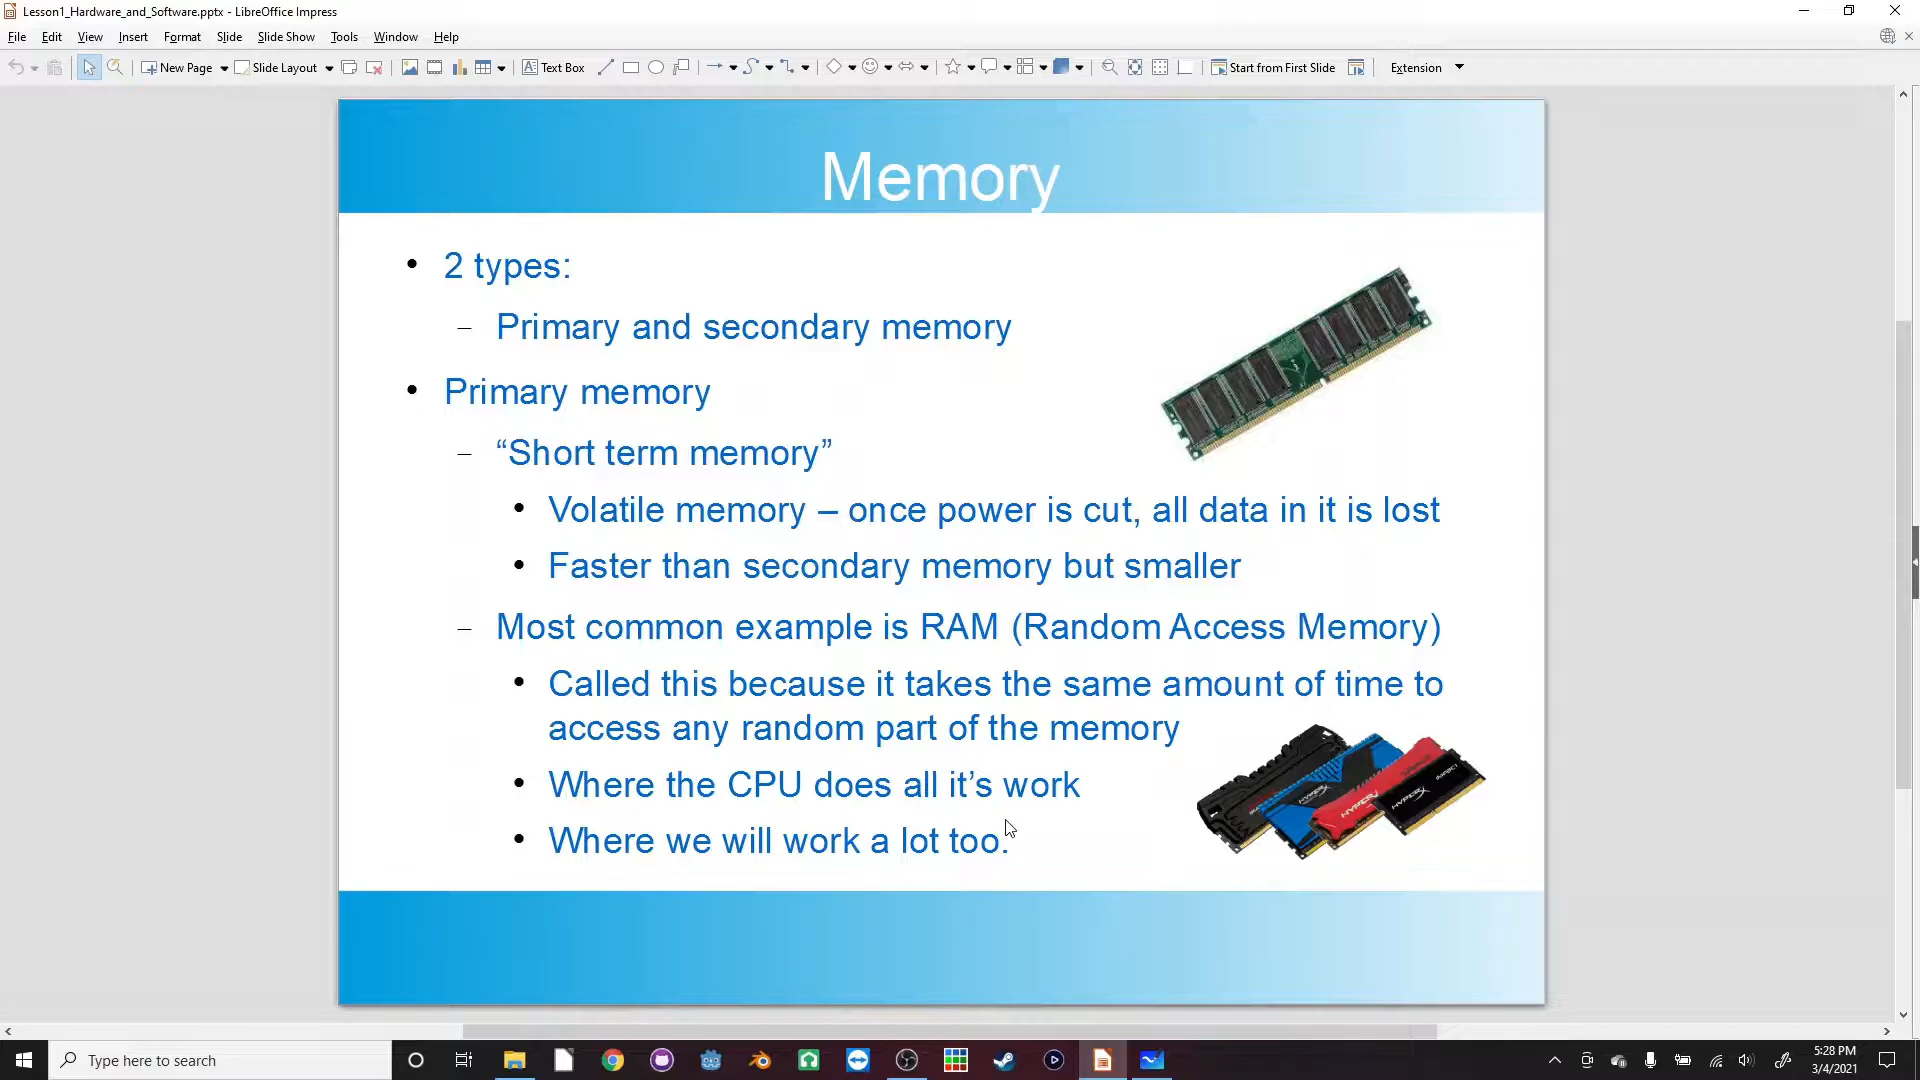 Lesson1_Hardware_and_Software.pptx - LibreOffice Impress
File Edit View Insert Format Slide Slide Show Tools Window Help
New Page Slide Layout Text Box Start from First Slide Extension
Memory
• 2 types:
– Primary and secondary memory
• Primary memory
– “Short term memory”
• Volatile memory – once power is cut, all data in it is lost
• Faster than secondary memory but smaller
– Most common example is RAM (Random Access Memory)
• Called this because it takes the same amount of time to
access any random part of the memory
• Where the CPU does all it’s work
• Where we will work a lot too.
HYPERX
HYPERX
HYPERX
Type here to search
5:28 PM
3/4/2021